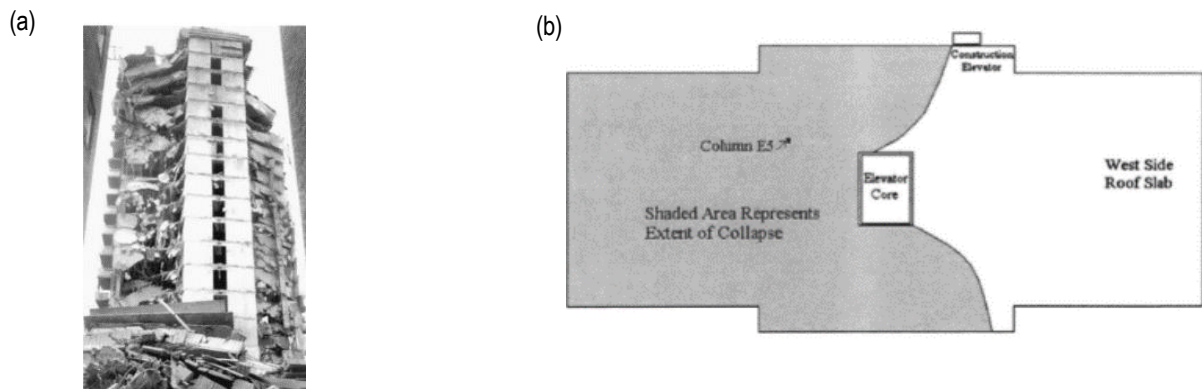 (a)
(b)
Construction
Elevator
Column E5
Elevator
Core
West Side
Roof Slab
Shaded Area Represents
Extent of Collapse